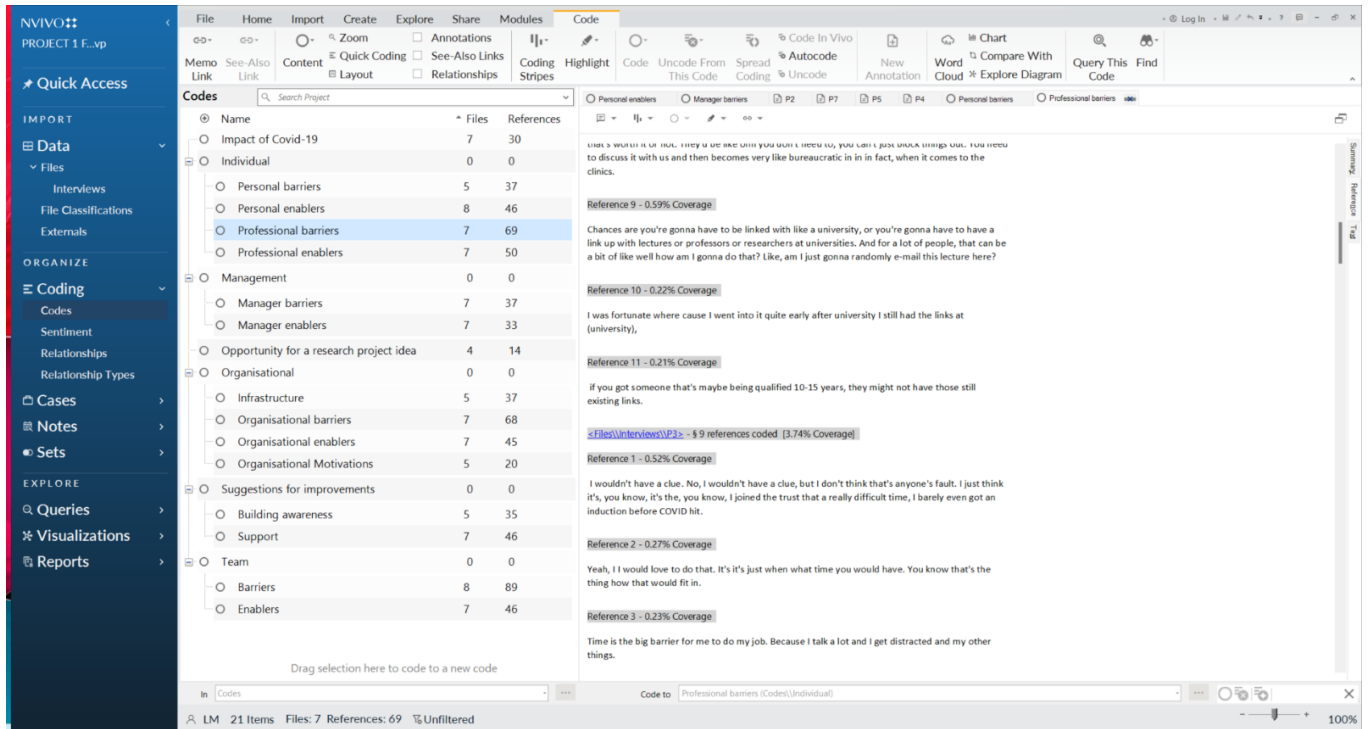 NVIVO
PROJECT 1 F...vp
Quick Access
IMPORT
Data
Files
Interviews
File Classifications
Externals
ORGANIZE
Coding
Codes
Sentiment
Relationships
Relationship Types
Cases
Notes
Sets
EXPLORE
Queries
Visualizations
Reports
File Home Import Create Explore Share Modules Code
Log In
Memo Link
See-Also Link
Content
Zoom
Quick Coding
Layout
Annotations
See-Also Links
Relationships
Coding Stripes
Highlight
Code
Uncode From This Code
Spread Coding
Code In Vivo
Autocode
Uncode
New Annotation
Word Cloud
Chart
Compare With
Explore Diagram
Query This Code
Find
Codes
Search Project
Name Files References
Impact of Covid-19 7 30
Individual 0 0
Personal barriers 5 37
Personal enablers 8 46
Professional barriers 7 69
Professional enablers 7 50
Management 0 0
Manager barriers 7 37
Manager enablers 7 33
Opportunity for a research project idea 4 14
Organisational 0 0
Infrastructure 5 37
Organisational barriers 7 68
Organisational enablers 7 45
Organisational Motivations 5 20
Suggestions for improvements 0 0
Building awareness 5 35
Support 7 46
Team 0 0
Barriers 8 89
Enablers 7 46
Drag selection here to code to a new code
Personal enablers Manager barriers P2 P7 P5 P4 Personal barriers Professional barriers
to discuss it with us and then becomes very like bureaucratic in in in fact, when it comes to the
clinics.
Reference 9 - 0.59% Coverage
Chances are you're gonna have to be linked with like a university, or you're gonna have to have a
link up with lectures or professors or researchers at universities. And for a lot of people, that can be
a bit of like well how am I gonna do that? Like, am I just gonna randomly e-mail this lecture here?
Reference 10 - 0.22% Coverage
I was fortunate where cause I went into it quite early after university I still had the links at
(university),
Reference 11 - 0.21% Coverage
if you got someone that's maybe being qualified 10-15 years, they might not have those still
existing links.
<Files\\Interviews\\P3> - § 9 references coded [3.74% Coverage]
Reference 1 - 0.52% Coverage
I wouldn't have a clue. No, I wouldn't have a clue, but I don't think that's anyone's fault. I just think
it's, you know, it's the, you know, I joined the trust that a really difficult time, I barely even got an
induction before COVID hit.
Reference 2 - 0.27% Coverage
Yeah, I I would love to do that. It's it's just when what time you would have. You know that's the
thing how that would fit in.
Reference 3 - 0.23% Coverage
Time is the big barrier for me to do my job. Because I talk a lot and I get distracted and my other
things.
Summary
Reference
Text
In Codes
Code to Professional barriers (Codes\\Individual)
LM 21 Items Files: 7 References: 69 Unfiltered
100%